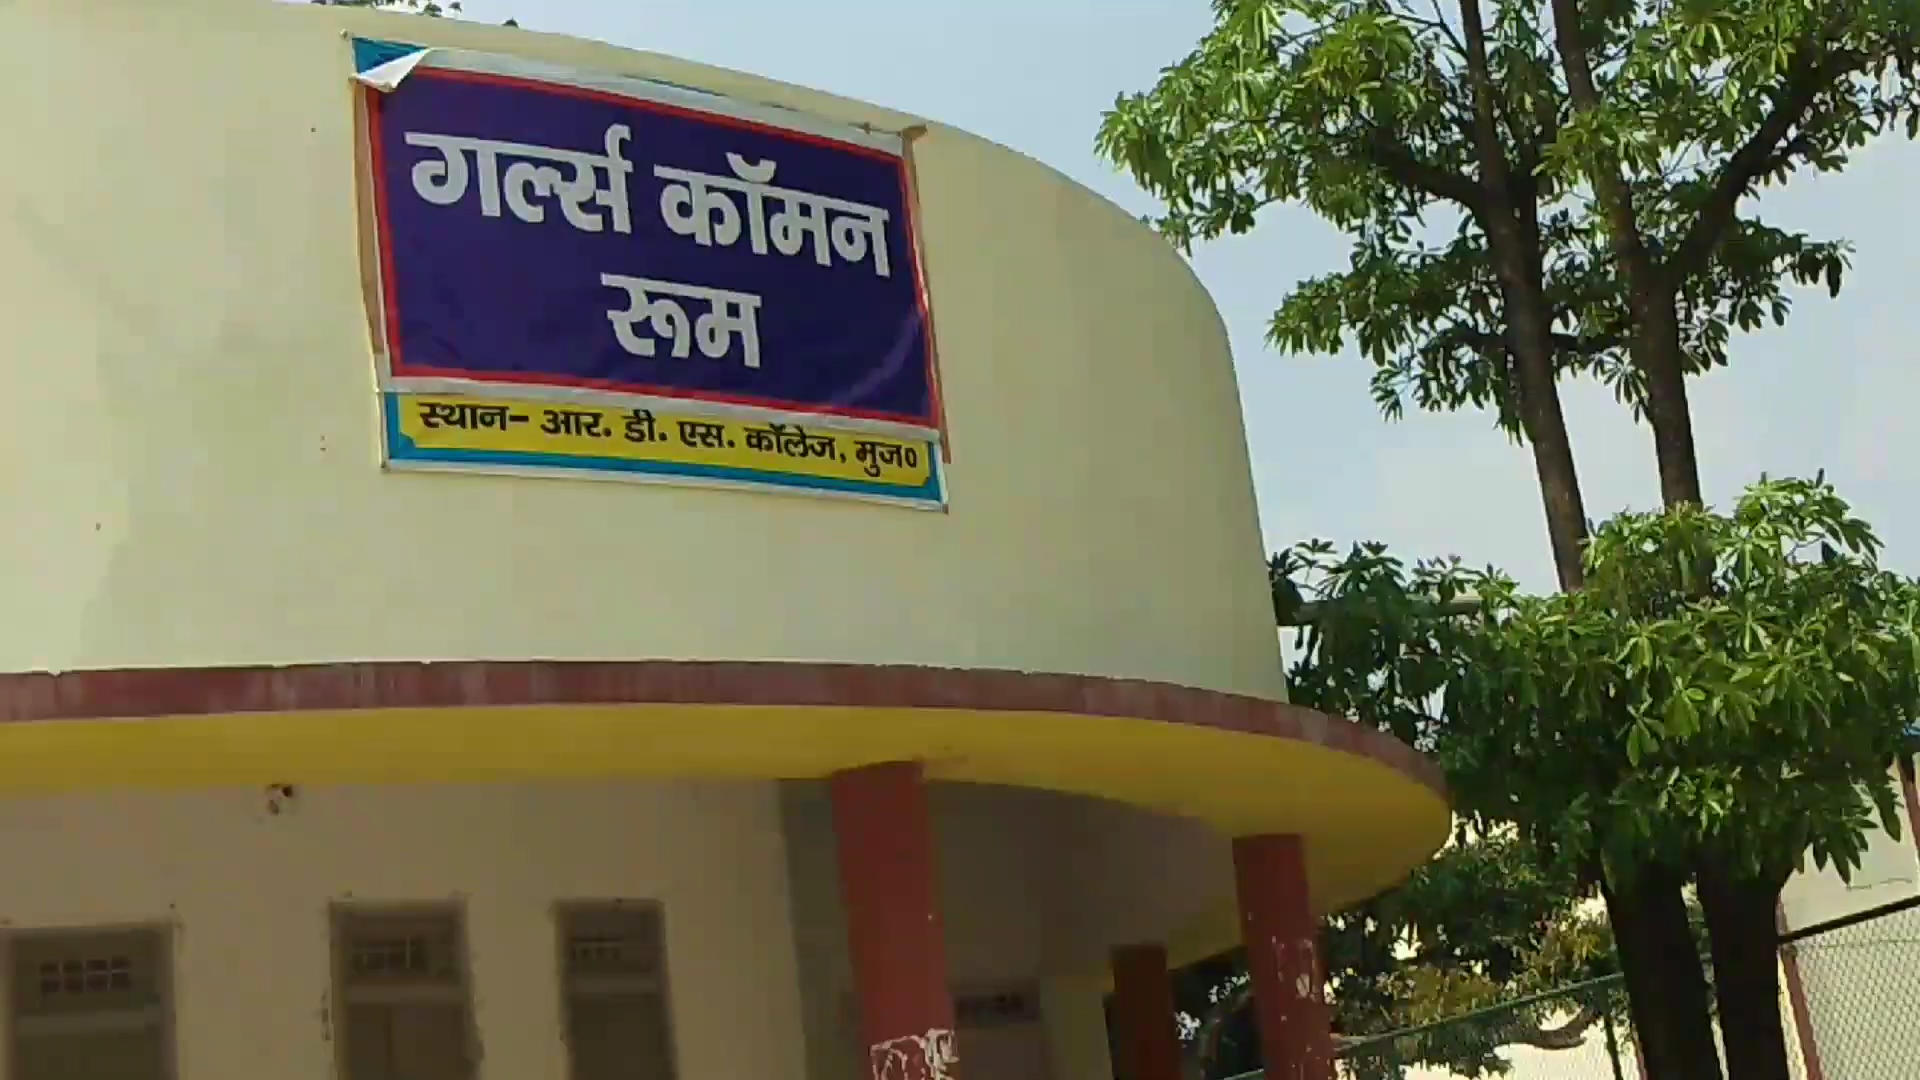 गर्ल्स कॉमन
रूम
स्थान- आर. डी. एस. कॉलेज, मुज०